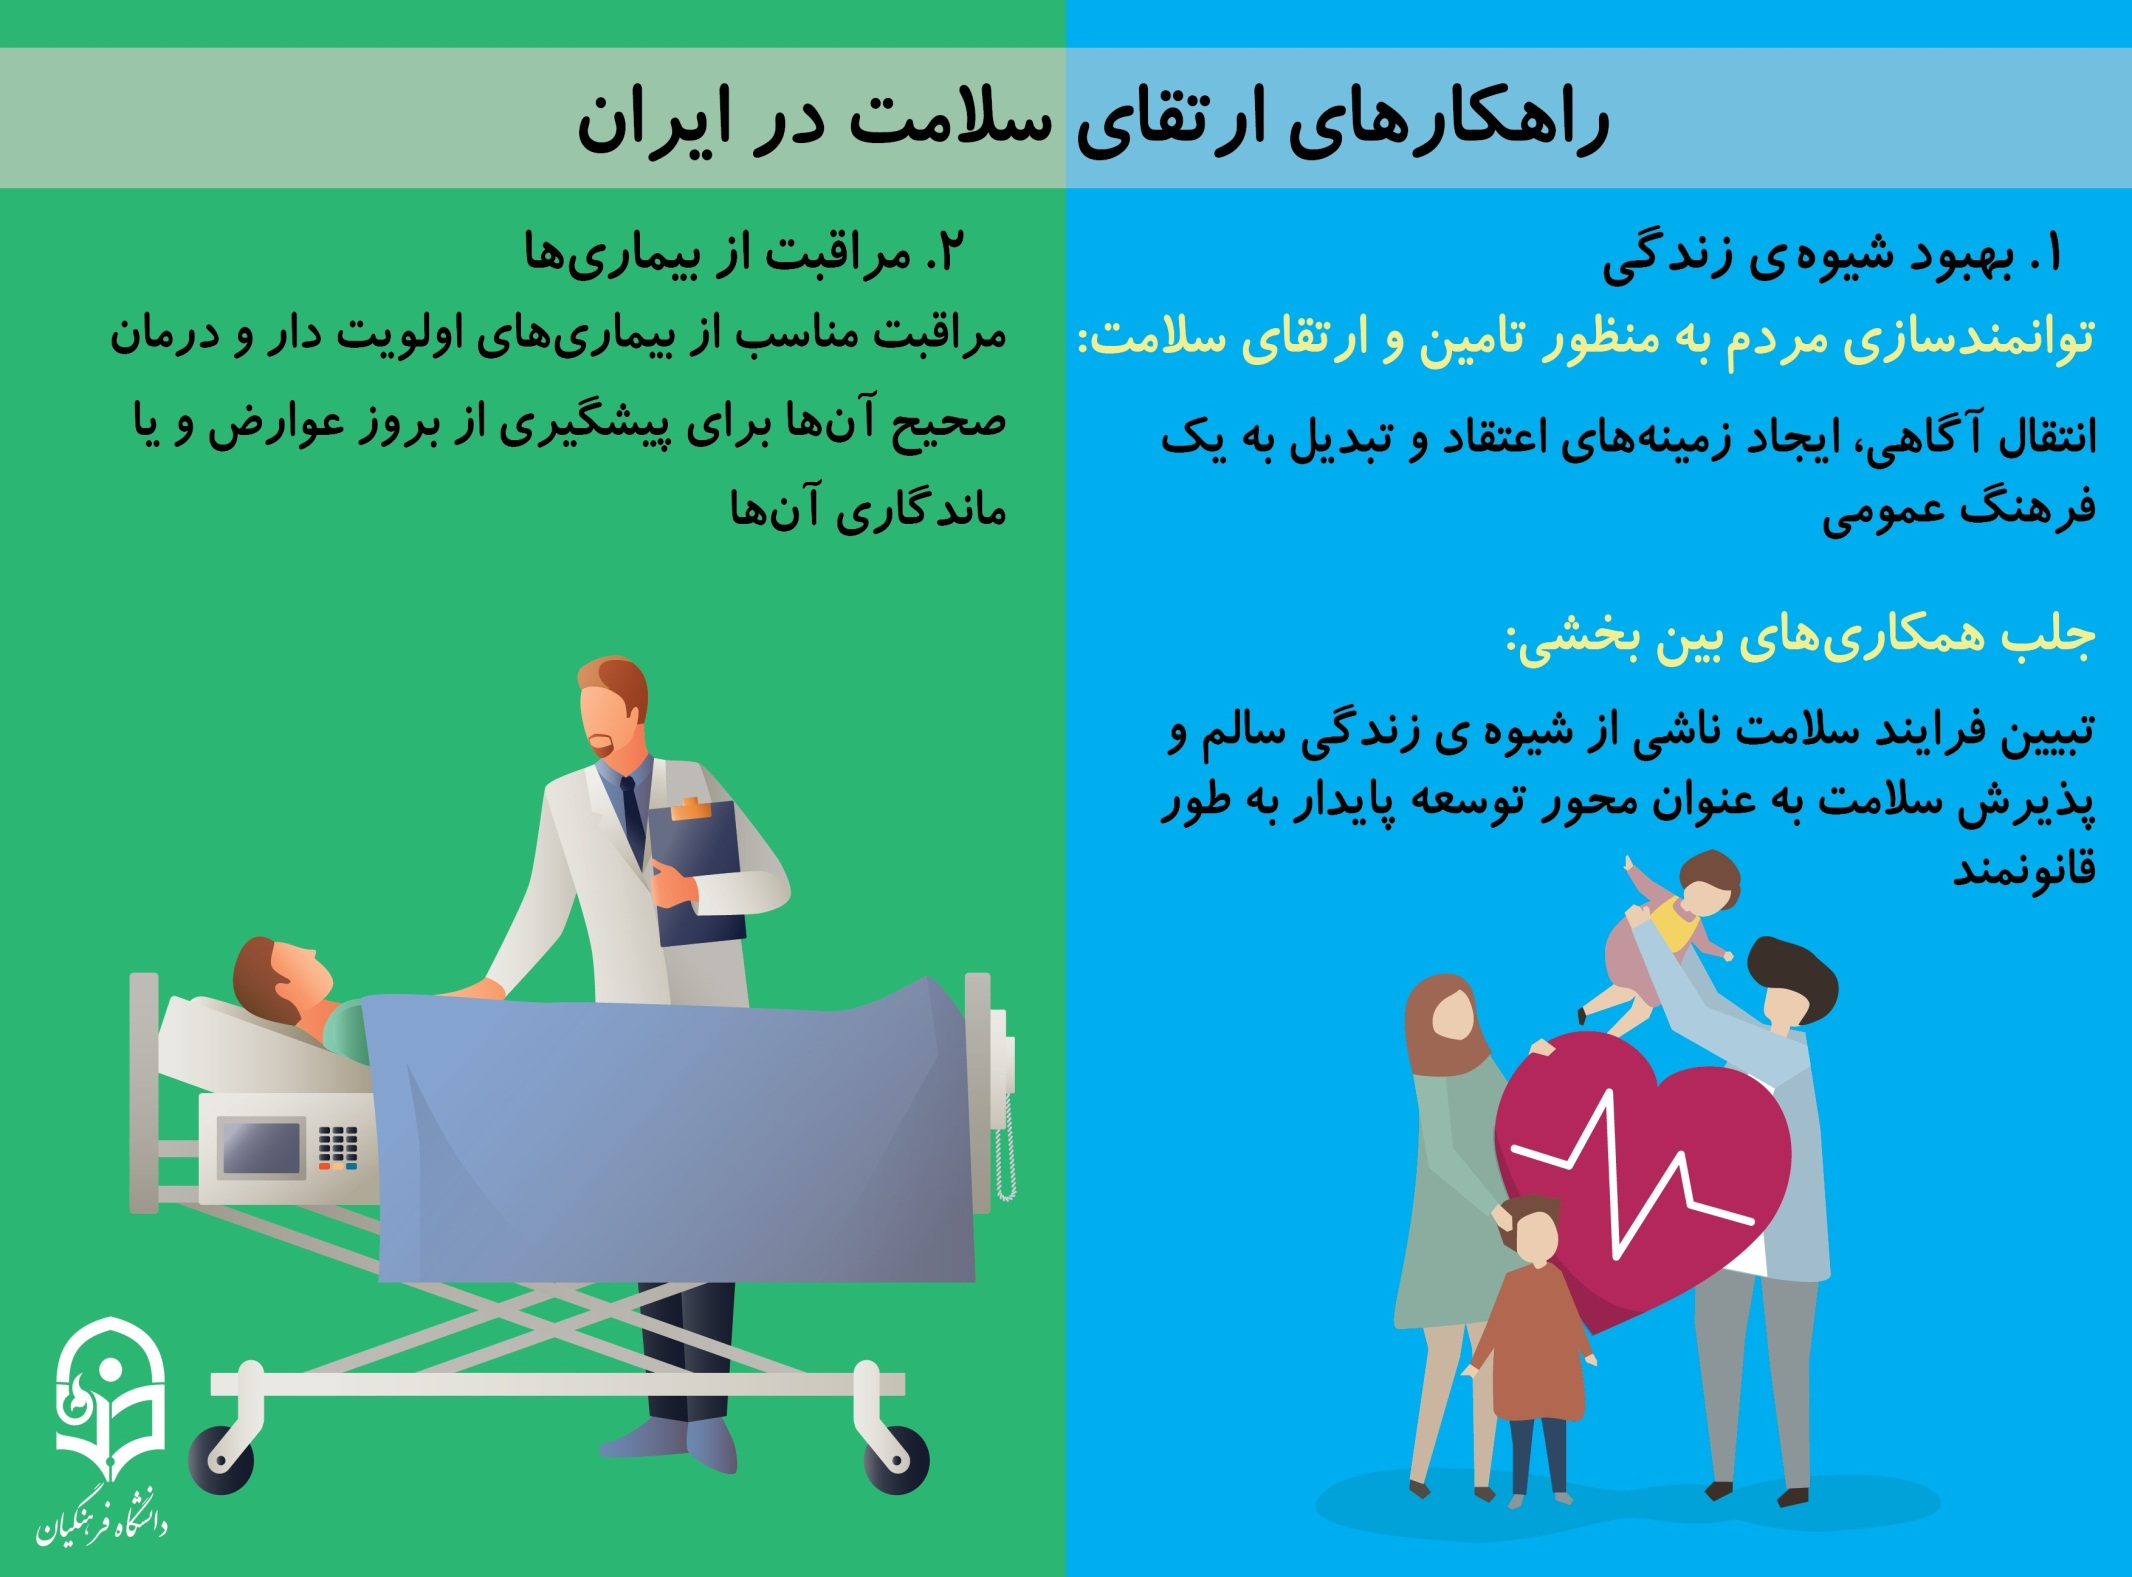 راهکارهای ارتقای سلامت در ایران
۱. بهبود شیوه‌ی زندگی
توانمندسازی مردم به منظور تامین و ارتقای سلامت:
انتقال آگاهی، ایجاد زمینه‌های اعتقاد و تبدیل به یک
فرهنگ عمومی
جلب همکاری‌های بین بخشی:
تبیین فرایند سلامت ناشی از شیوه ی زندگی سالم و
پذیرش سلامت به عنوان محور توسعه پایدار به طور
قانونمند
۲. مراقبت از بیماری‌ها
مراقبت مناسب از بیماری‌های اولویت دار و درمان
صحیح آن‌ها برای پیشگیری از بروز عوارض و یا
ماندگاری آن‌ها
دانشگاه فرهنگیان